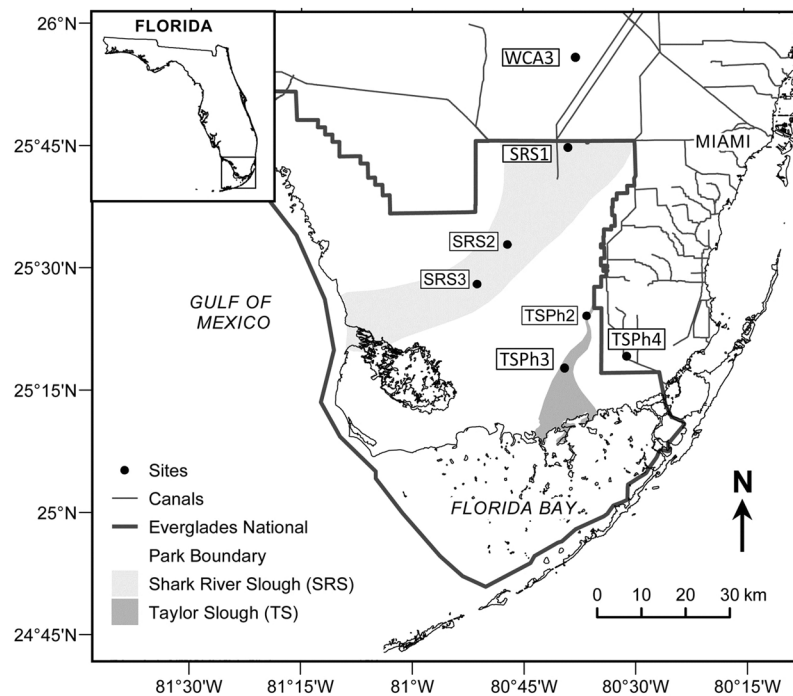 FLORIDA
26°N
25°45'N
25°30'N
25°15'N
25°N
24°45'N
WCA3
MIAMI
SRS1
SRS2
SRS3
GULF OF
MEXICO
TSPh2
TSPh4
TSPh3
FLORIDA BAY
N
Sites
Canals
Everglades National
Park Boundary
Shark River Slough (SRS)
Taylor Slough (TS)
0 10 20 30 km
81°30'W 81°15'W 81°W 80°45'W 80°30'W 80°15'W